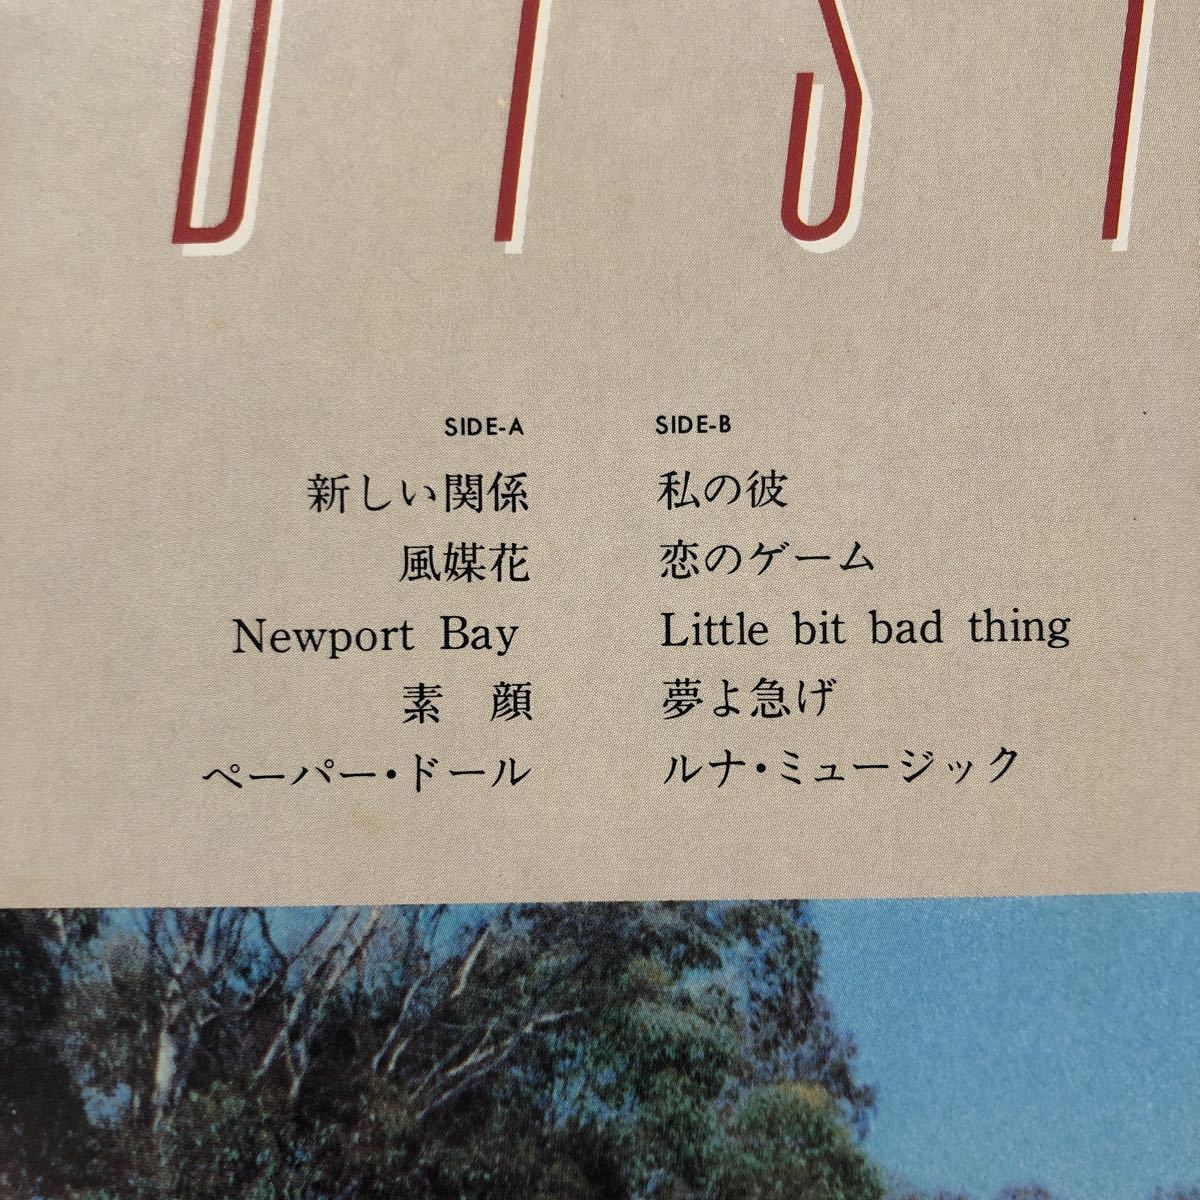 SIDE-A
新しい関係
風媒花
Newport Bay
素 顔
ペーパー・ドール
SIDE-B
私の彼
恋のゲーム
Little bit bad thing
夢よ急げ
ルナ・ミュージック